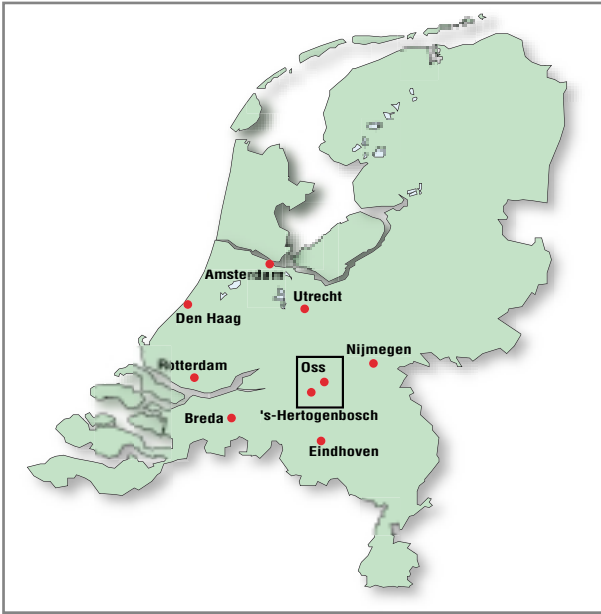 Amsterdam
Utrecht
Den Haag
Nijmegen
Rotterdam
Oss
's-Hertogenbosch
Breda
Eindhoven